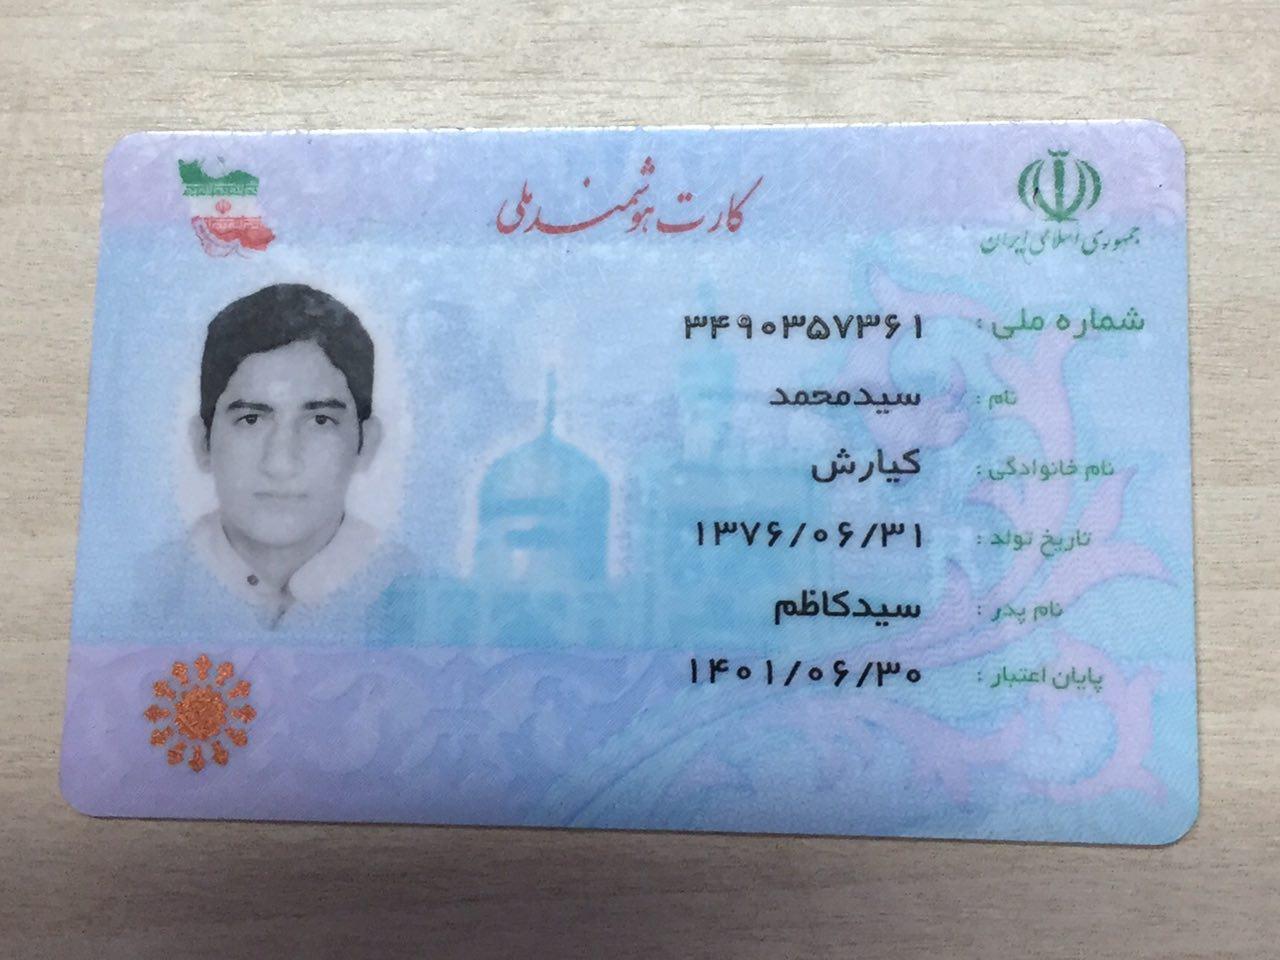 کارت هوشمند ملی
جمهوری اسلامی ایران
شماره ملی : ۳۴۹۰۳۵۷۳۶۱
نام : سیدمحمد
نام خانوادگی : کیارش
تاریخ تولد : ۱۳۷۶/۰۶/۳۱
نام پدر : سیدکاظم
پایان اعتبار : ۱۴۰۱/۰۶/۳۰